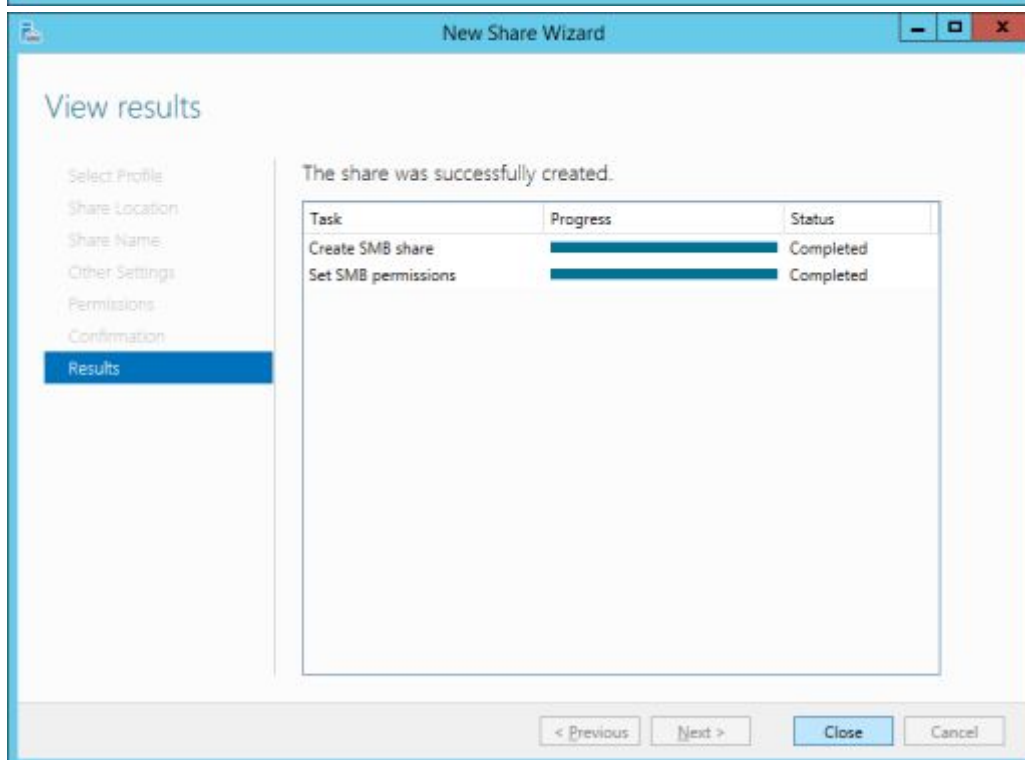 New Share Wizard
View results
Select Profile
Share Location
Share Name
Other Settings
Permissions
Confirmation
Results
The share was successfully created.
Task Progress Status
Create SMB share Completed
Set SMB permissions Completed
< Previous Next > Close Cancel